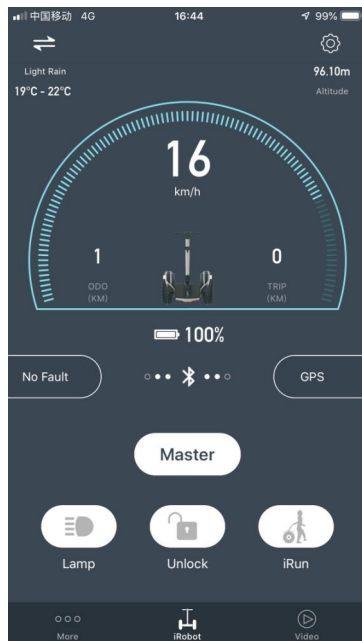 中国移动 4G 16:44 99%
Light Rain 96.10m
19°C - 22°C Altitude
16
km/h
1 0
ODO TRIP
(KM) (KM)
100%
No Fault GPS
Master
Lamp Unlock iRun
More iRobot Video